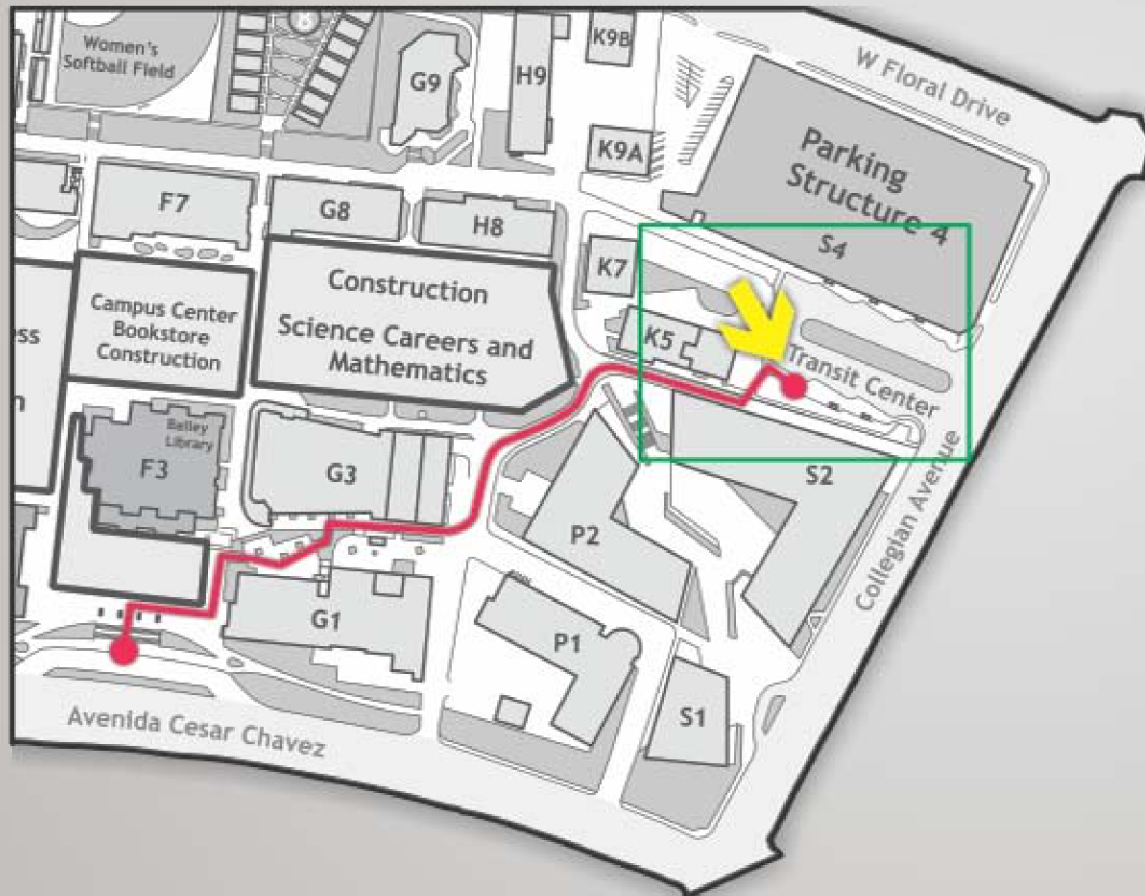 Women's
Softball Field
G9
H9
K9B
K9A
W Floral Drive
Parking
Structure 4
S4
F7
G8
H8
K7
Campus Center
Bookstore
Construction
Construction
Science Careers and
Mathematics
K5
Transit Center
ess
n
Bailey
Library
F3
G3
S2
P2
Collegian Avenue
G1
P1
S1
Avenida Cesar Chavez